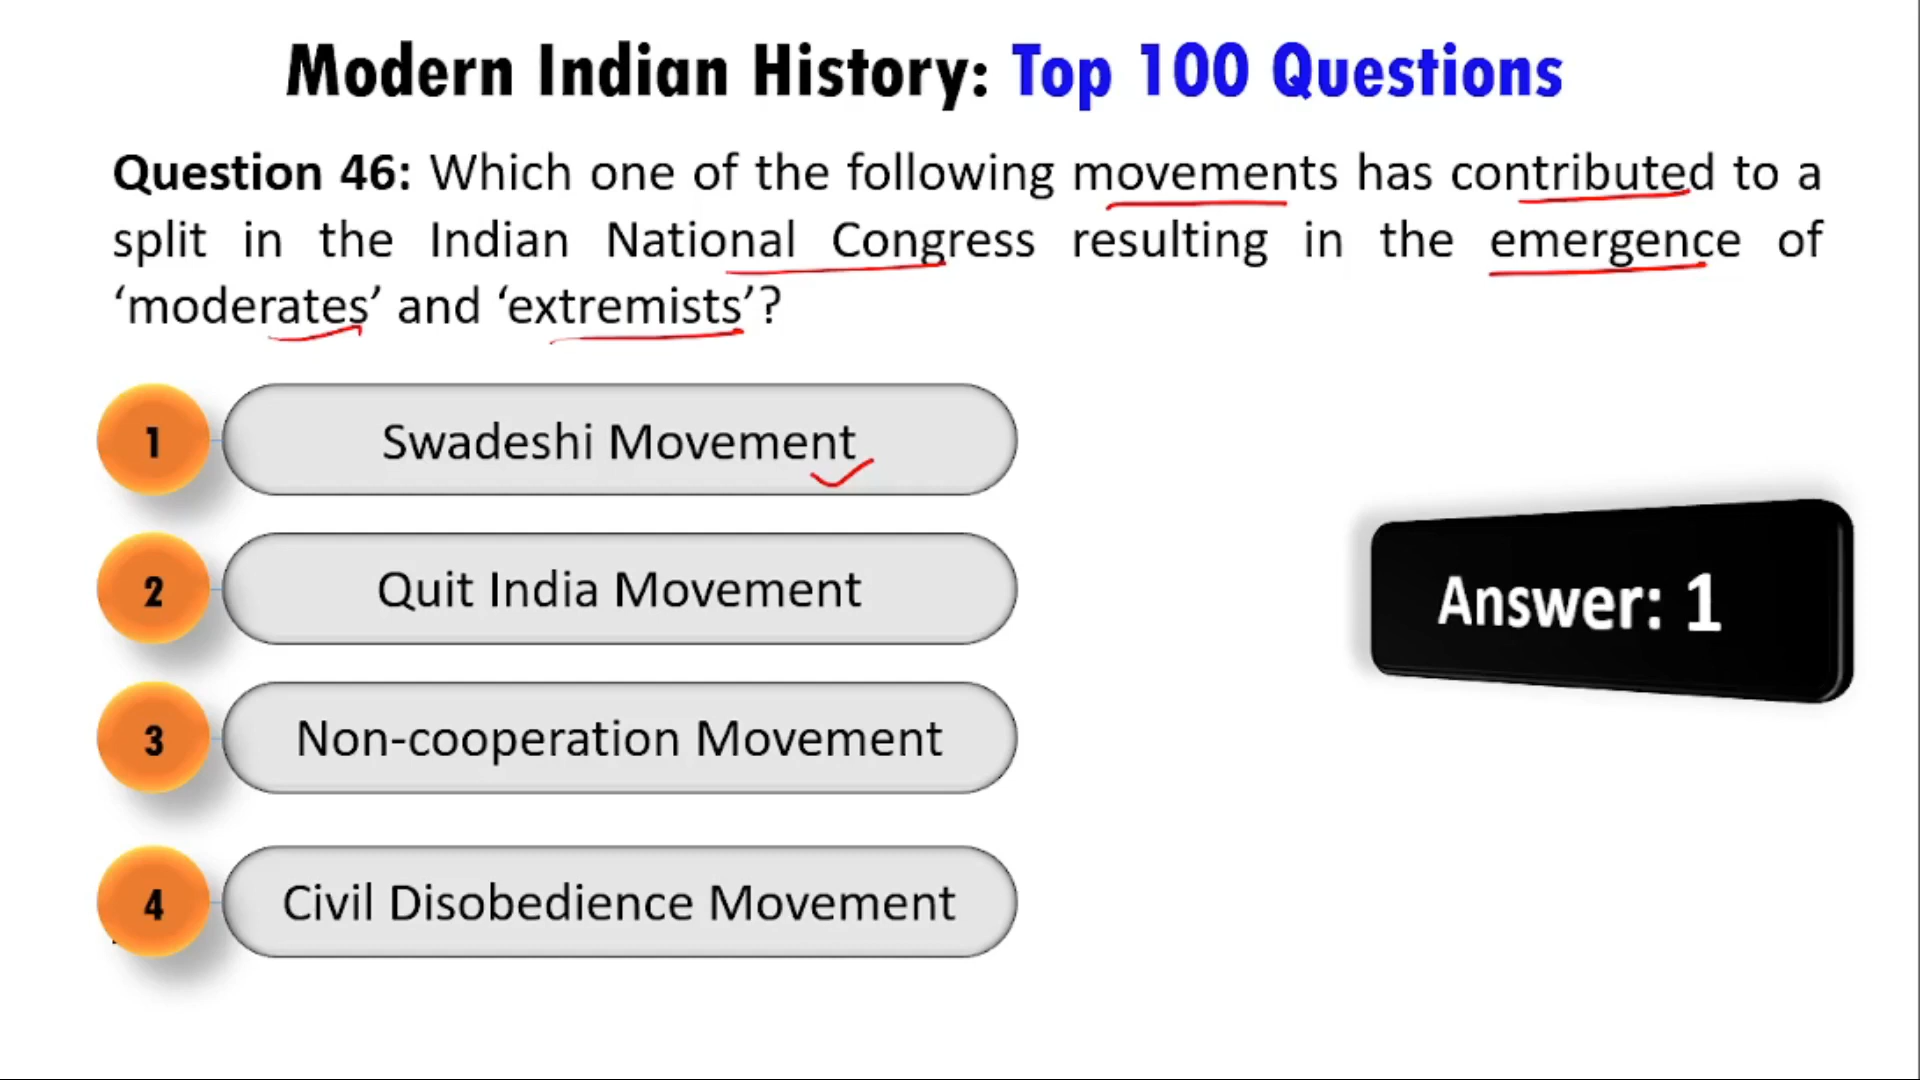 Modern Indian History: Top 100 Questions
Question 46: Which one of the following movements has contributed to a
split in the Indian National Congress resulting in the emergence of
‘moderates’ and ‘extremists’?
1 Swadeshi Movement
2 Quit India Movement
Answer: 1
3 Non-cooperation Movement
4 Civil Disobedience Movement